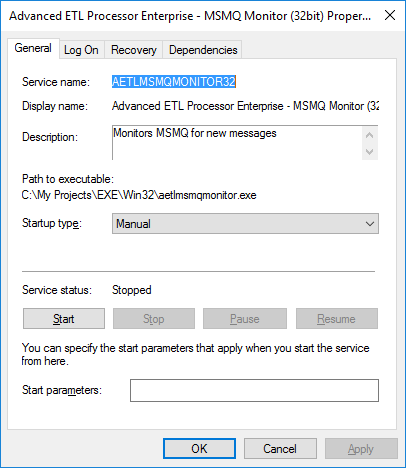 Advanced ETL Processor Enterprise - MSMQ Monitor (32bit) Proper...
General Log On Recovery Dependencies
Service name: AETLMSMQMONITOR32
Display name: Advanced ETL Processor Enterprise - MSMQ Monitor (32
Description: Monitors MSMQ for new messages
Path to executable:
C:\My Projects\EXE\Win32\aetlmsmqmonitor.exe
Startup type: Manual
Service status: Stopped
Start Stop Pause Resume
You can specify the start parameters that apply when you start the service
from here.
Start parameters:
OK Cancel Apply